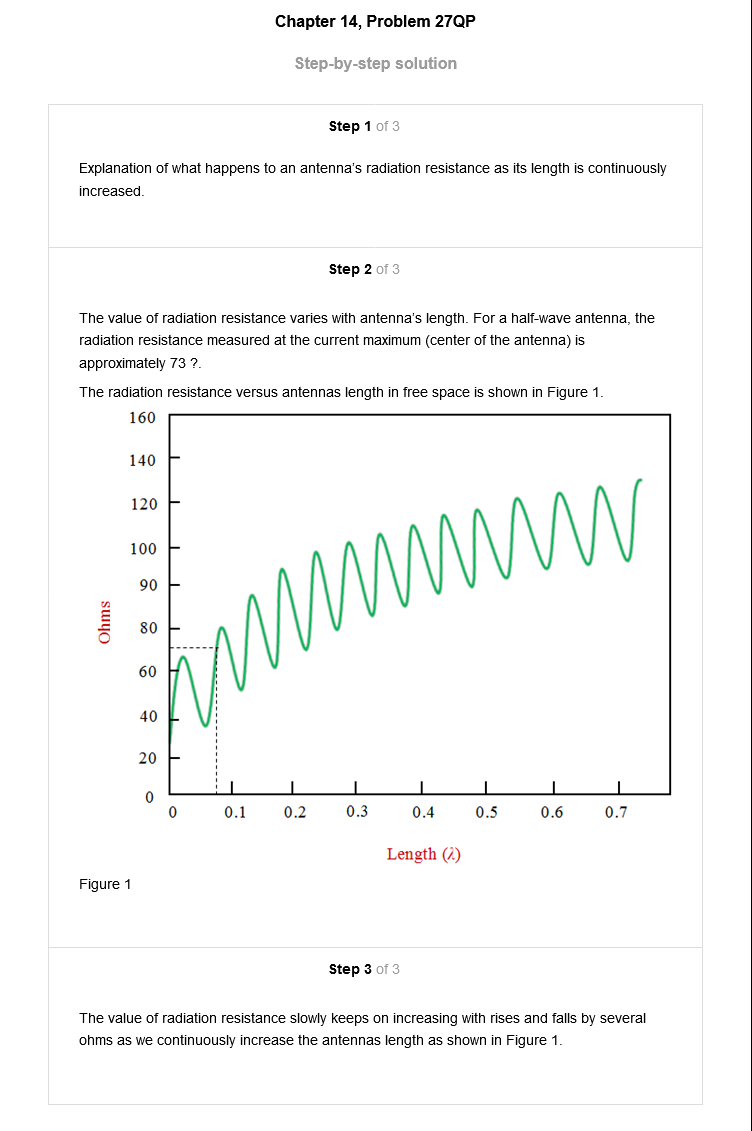 Chapter 14, Problem 27QP
Step-by-step solution
Step 1 of 3
Explanation of what happens to an antenna's radiation resistance as its length is continuously
increased.
Step 2 of 3
The value of radiation resistance varies with antenna's length. For a half-wave antenna, the
radiation resistance measured at the current maximum (center of the antenna) is
approximately 73 ?.
The radiation resistance versus antennas length in free space is shown in Figure 1.
160
140
120
100
90
80
60
40
20
0
Ohms
0 0.1 0.2 0.3 0.4 0.5 0.6 0.7
Length (λ)
Figure 1
Step 3 of 3
The value of radiation resistance slowly keeps on increasing with rises and falls by several
ohms as we continuously increase the antennas length as shown in Figure 1.